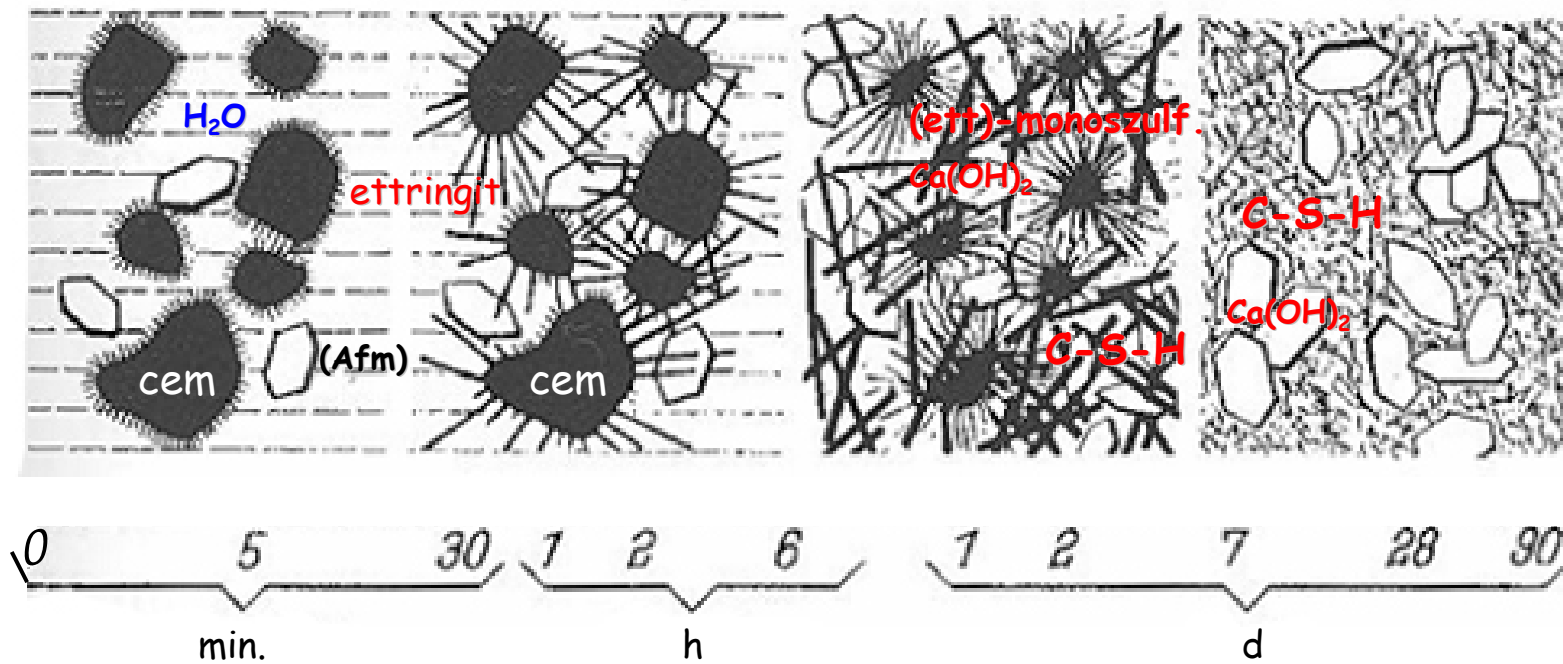 H₂O
ettringit
(Afm)
cem
cem
(ett)-monoszulf.
Ca(OH)₂
C-S-H
C-S-H
Ca(OH)₂
0 5 30 1 2 6 1 2 7 28 90
min. h d